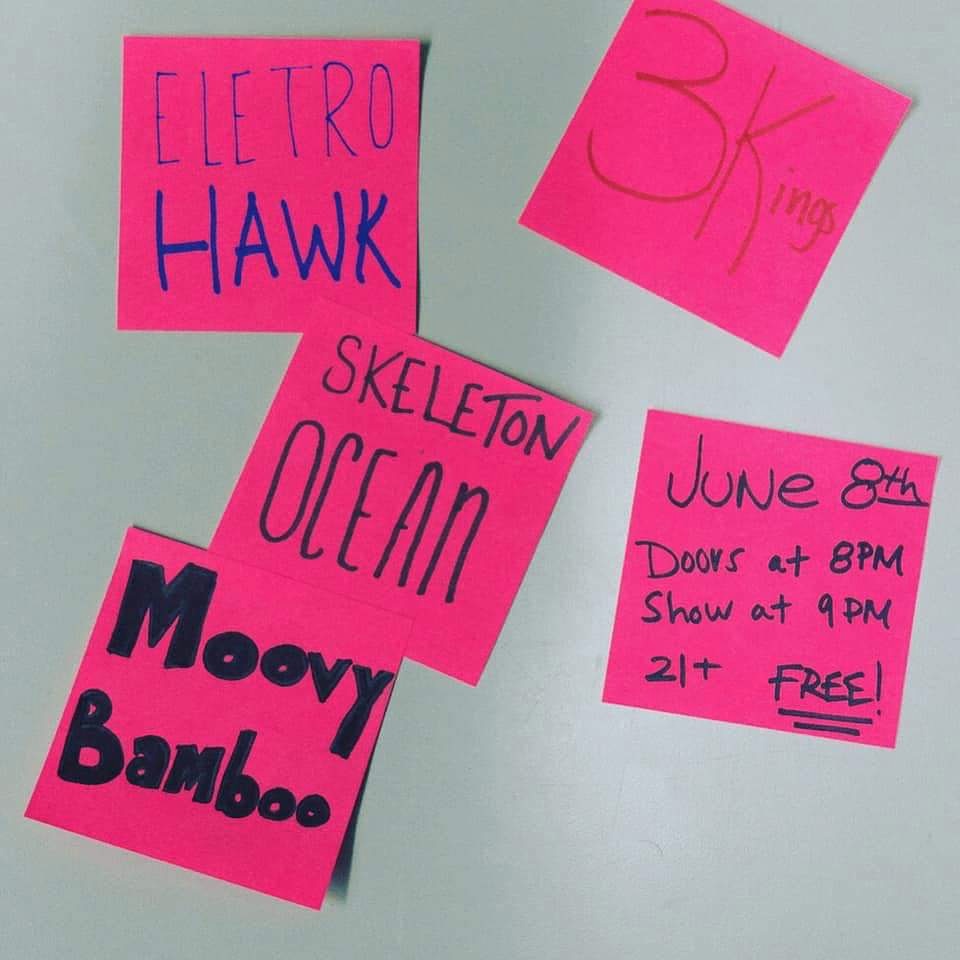 ELETRO
HAWK
3Kings
SKELETON
OCEAN
JUNe 8th
Doors at 8PM
Show at 9PM
21+ FREE!
Moovy
Bamboo